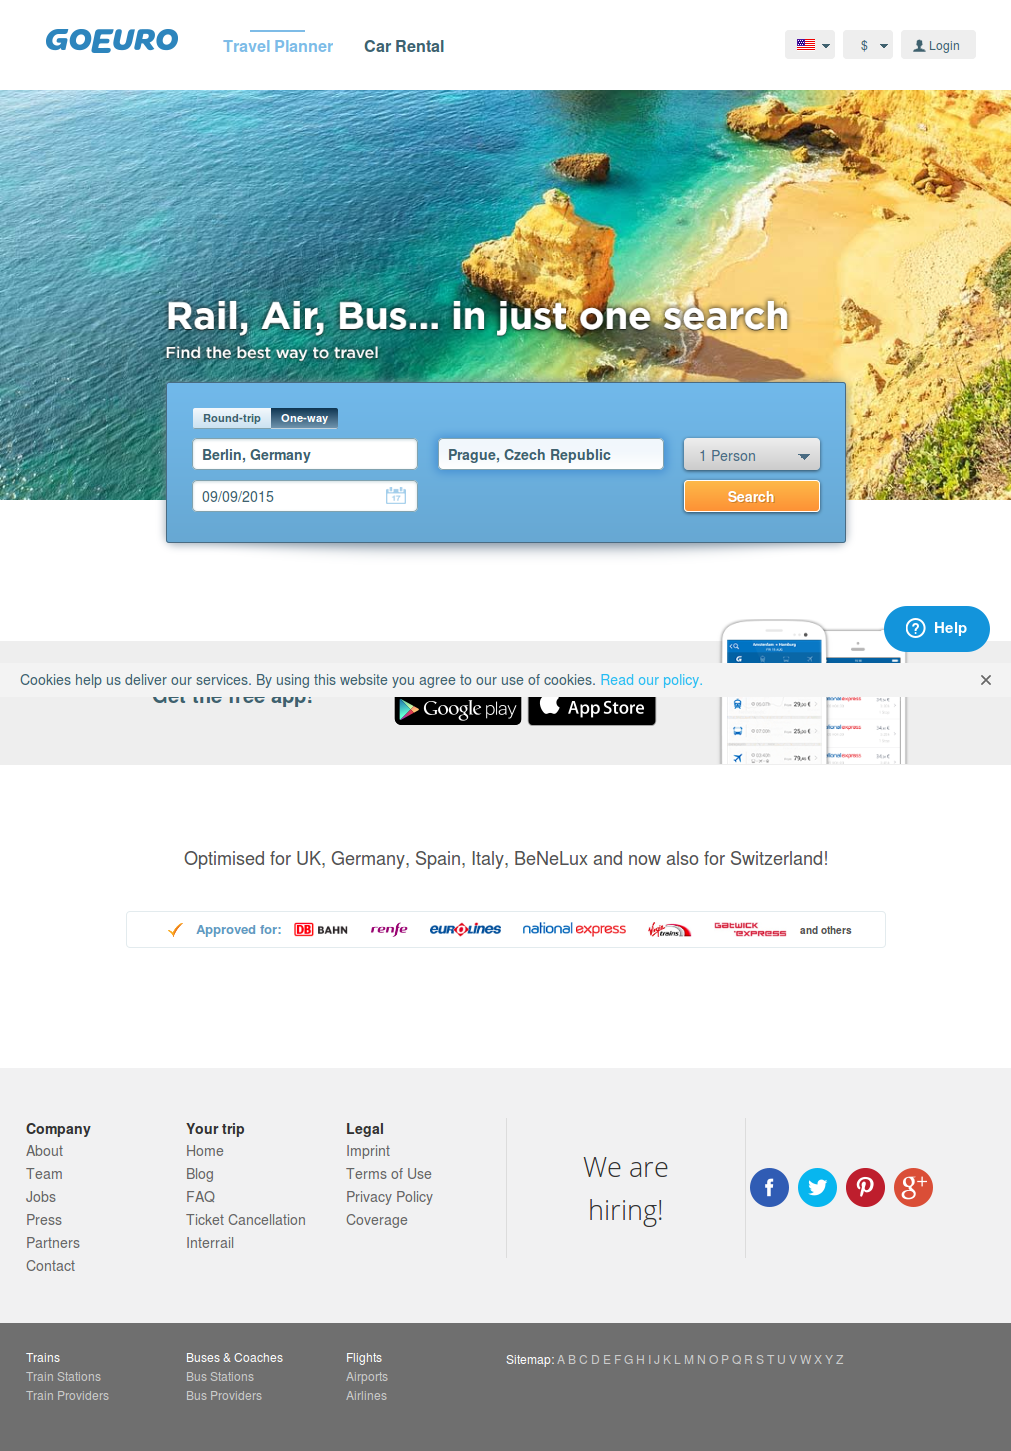 GOEURO
Travel Planner
Car Rental
$
Login
Rail, Air, Bus... in just one search
Find the best way to travel
Round-trip
One-way
Berlin, Germany
Prague, Czech Republic
1 Person
09/09/2015
17
Search
Help
Cookies help us deliver our services. By using this website you agree to our use of cookies. Read our policy.
Get the free app!
Google play
App Store
Optimised for UK, Germany, Spain, Italy, BeNeLux and now also for Switzerland!
Approved for:
DB BAHN
renfe
EUROLINES
national express
Virgin trains
GATWICK EXPRESS
and others
Company
About
Team
Jobs
Press
Partners
Contact
Your trip
Home
Blog
FAQ
Ticket Cancellation
Interrail
Legal
Imprint
Terms of Use
Privacy Policy
Coverage
We are
hiring!
Trains
Train Stations
Train Providers
Buses & Coaches
Bus Stations
Bus Providers
Flights
Airports
Airlines
Sitemap: A B C D E F G H I J K L M N O P Q R S T U V W X Y Z